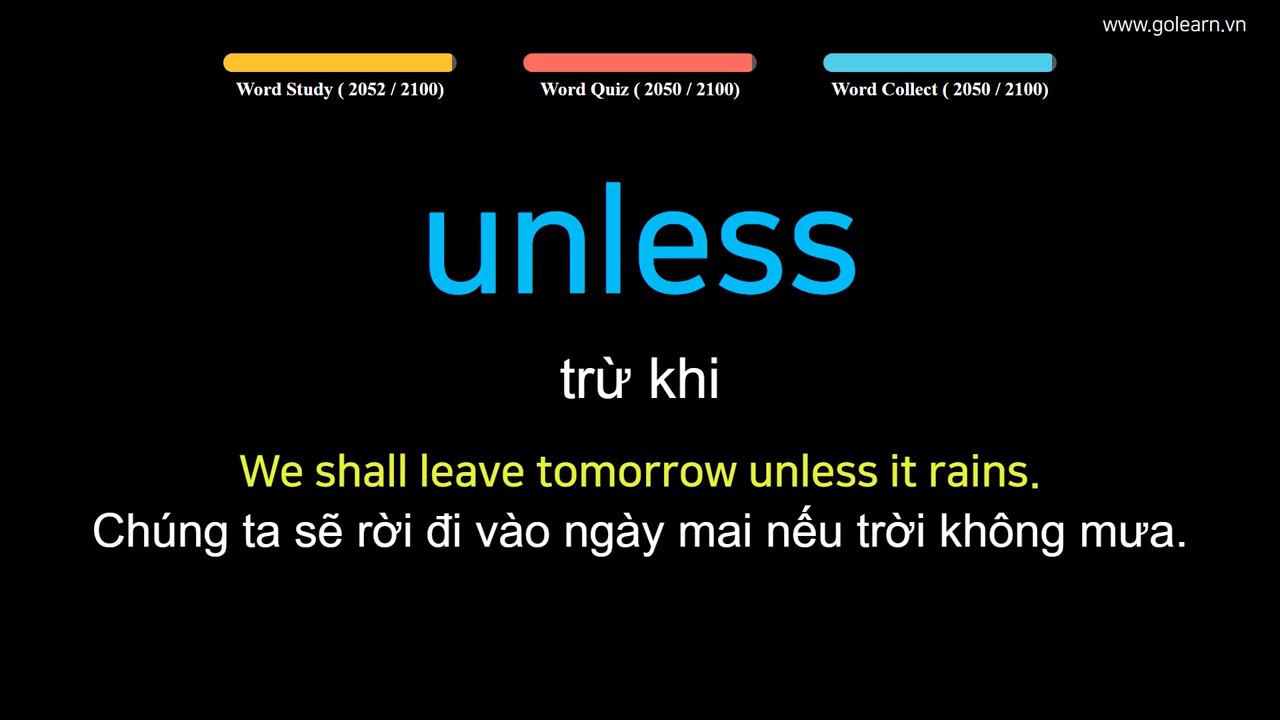 www.golearn.vn
Word Study ( 2052 / 2100)
Word Quiz ( 2050 / 2100)
Word Collect ( 2050 / 2100)
unless
trừ khi
We shall leave tomorrow unless it rains.
Chúng ta sẽ rời đi vào ngày mai nếu trời không mưa.